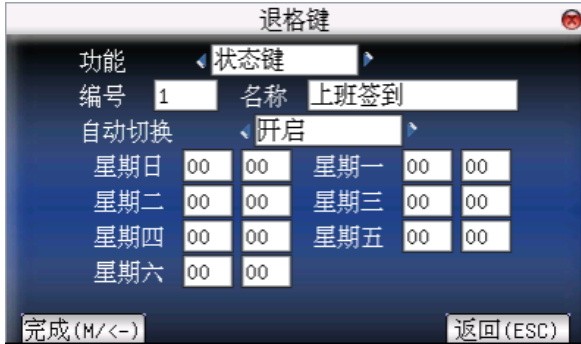 退格键
功能 状态键
编号 1 名称 上班签到
自动切换 开启
星期日 00 00 星期一 00 00
星期二 00 00 星期三 00 00
星期四 00 00 星期五 00 00
星期六 00 00
完成(M/<-) 返回(ESC)